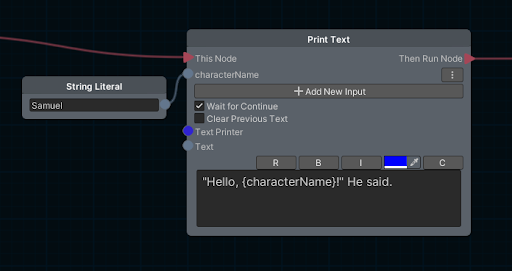 Print Text
This Node
Then Run Node
String Literal
Samuel
characterName
+ Add New Input
Wait for Continue
Clear Previous Text
Text Printer
Text
R B I C
"Hello, {characterName}!" He said.